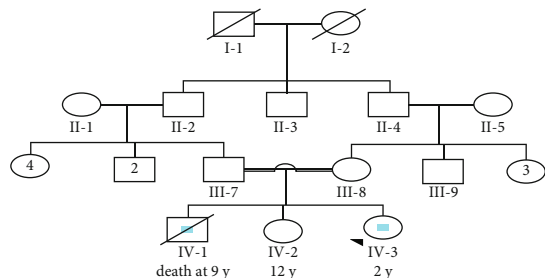 I-1 I-2
II-1 II-2 II-3 II-4 II-5
4 2 III-7 III-8 III-9 3
IV-1 IV-2 IV-3
death at 9 y 12 y 2 y